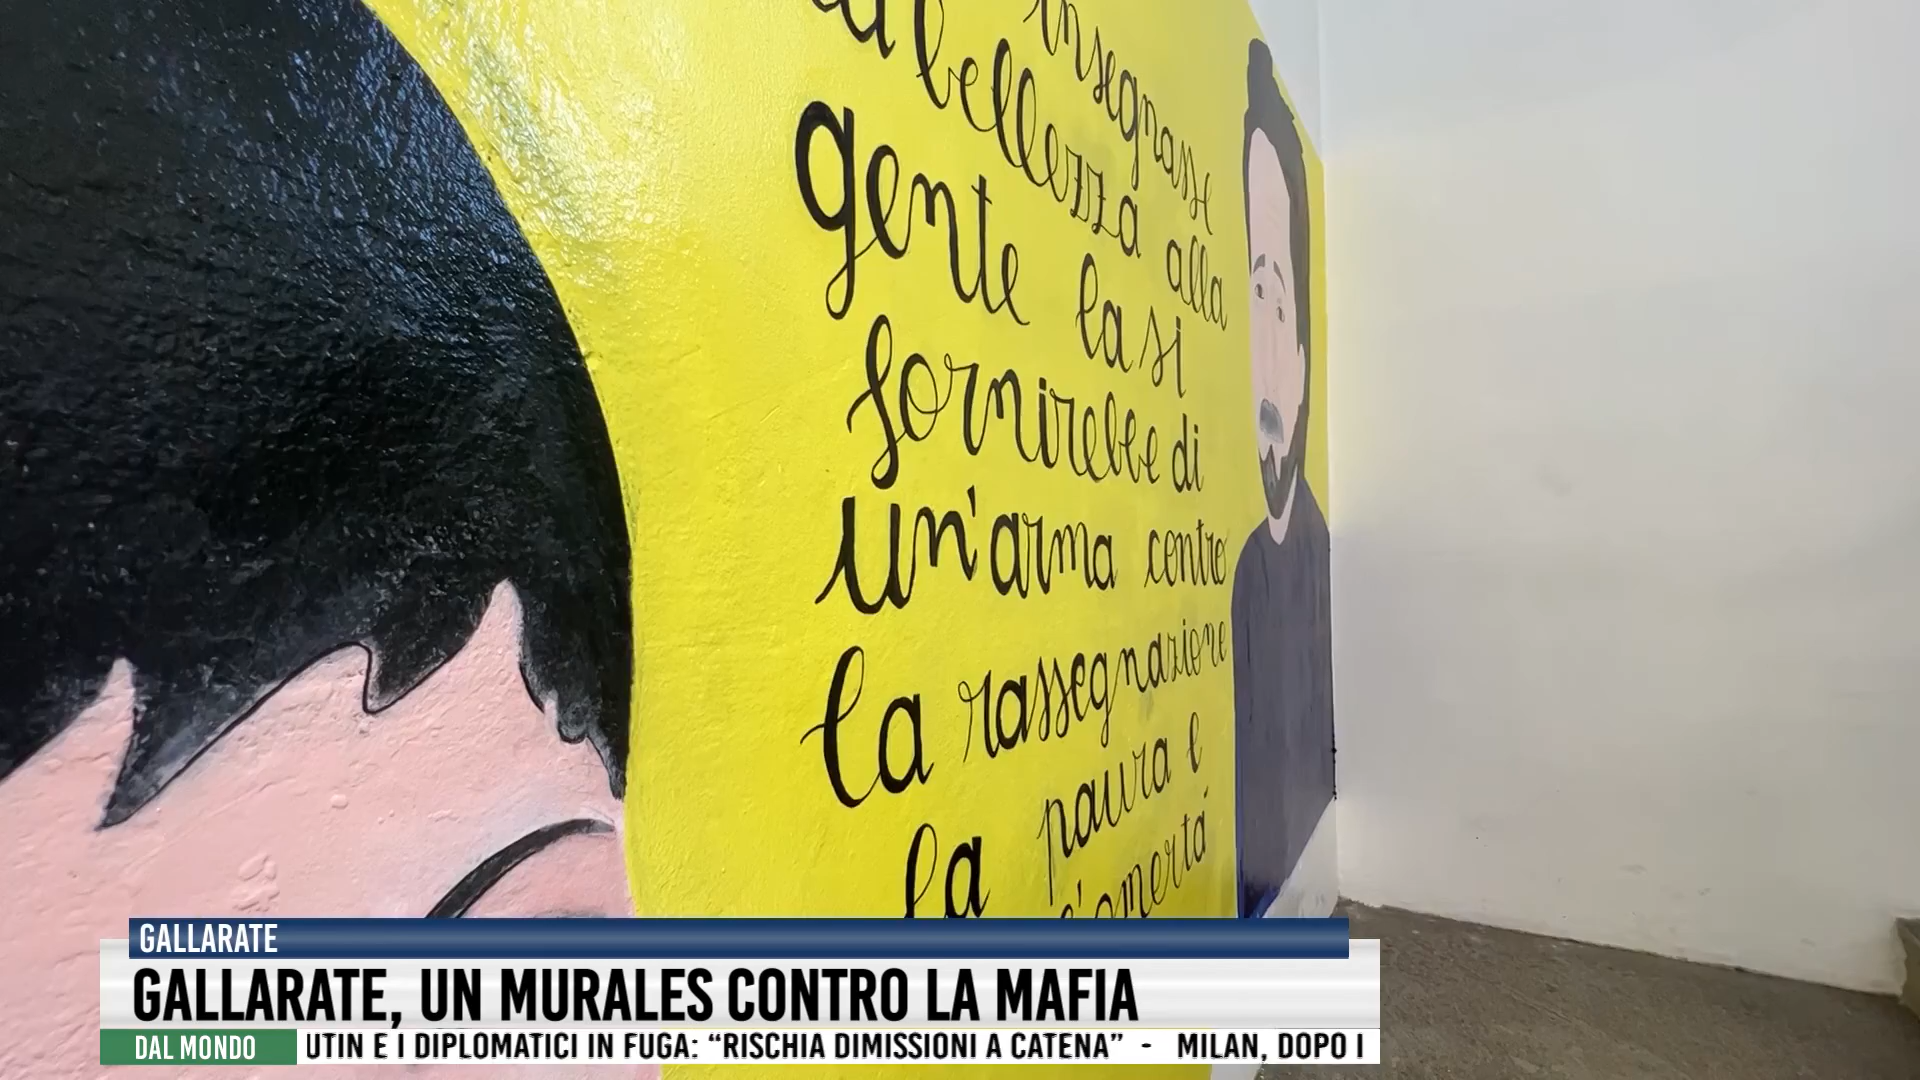 insegnasse
la bellezza alla
gente la si
fornirebbe di
un'arma contro
la rassegnazione
la paura e
l'omertà
GALLARATE
GALLARATE, UN MURALES CONTRO LA MAFIA
DAL MONDO
UTIN E I DIPLOMATICI IN FUGA: “RISCHIA DIMISSIONI A CATENA” - MILAN, DOPO I